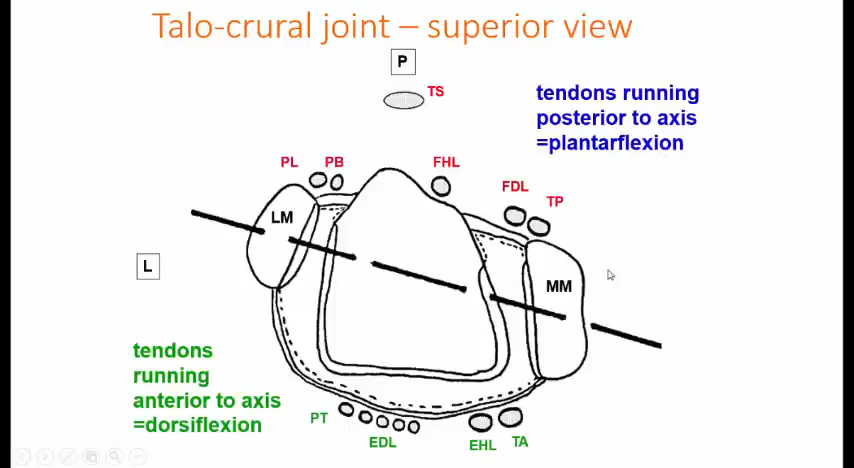 Talo-crural joint – superior view
P
TS
tendons running
posterior to axis
=plantarflexion
PL
PB
FHL
FDL
TP
LM
L
MM
tendons
running
anterior to axis
=dorsiflexion
PT
EDL
EHL
TA